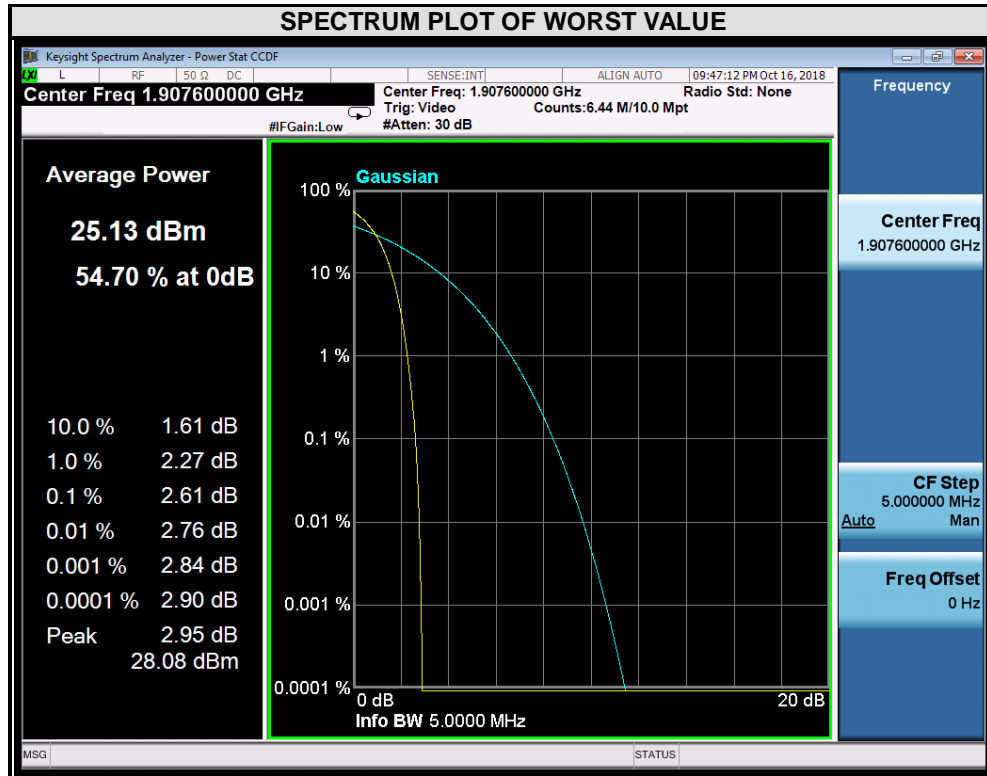 SPECTRUM PLOT OF WORST VALUE
Keysight Spectrum Analyzer - Power Stat CCDF
LXI L RF 50 Ω DC SENSE:INT ALIGN AUTO 09:47:12 PM Oct 16, 2018
Center Freq 1.907600000 GHz
Center Freq: 1.907600000 GHz Radio Std: None
Trig: Video Counts:6.44 M/10.0 Mpt
#IFGain:Low #Atten: 30 dB
Frequency
Average Power
25.13 dBm
54.70 % at 0dB
10.0 % 1.61 dB
1.0 % 2.27 dB
0.1 % 2.61 dB
0.01 % 2.76 dB
0.001 % 2.84 dB
0.0001 % 2.90 dB
Peak 2.95 dB
28.08 dBm
Gaussian
100 %
10 %
1 %
0.1 %
0.01 %
0.001 %
0.0001 %
0 dB 20 dB
Info BW 5.0000 MHz
Center Freq
1.907600000 GHz
CF Step
5.000000 MHz
Auto Man
Freq Offset
0 Hz
MSG STATUS